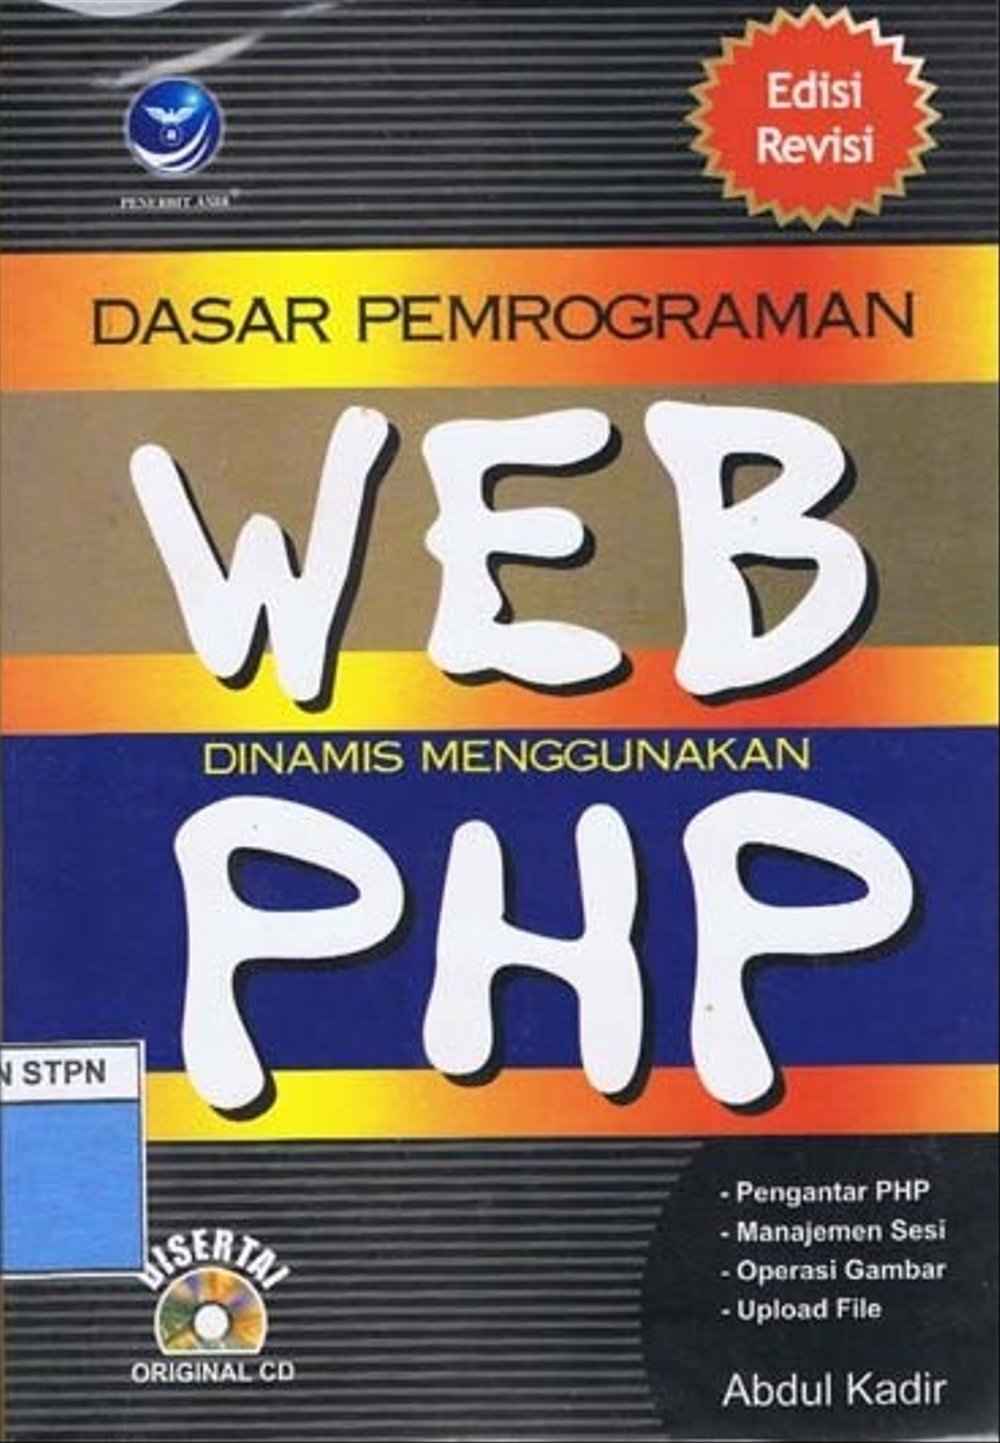 Edisi
Revisi
PENERBIT ANDI
DASAR PEMROGRAMAN
WEB
DINAMIS MENGGUNAKAN
PHP
N STPN
- Pengantar PHP
- Manajemen Sesi
- Operasi Gambar
- Upload File
DISERTAI
ORIGINAL CD
Abdul Kadir